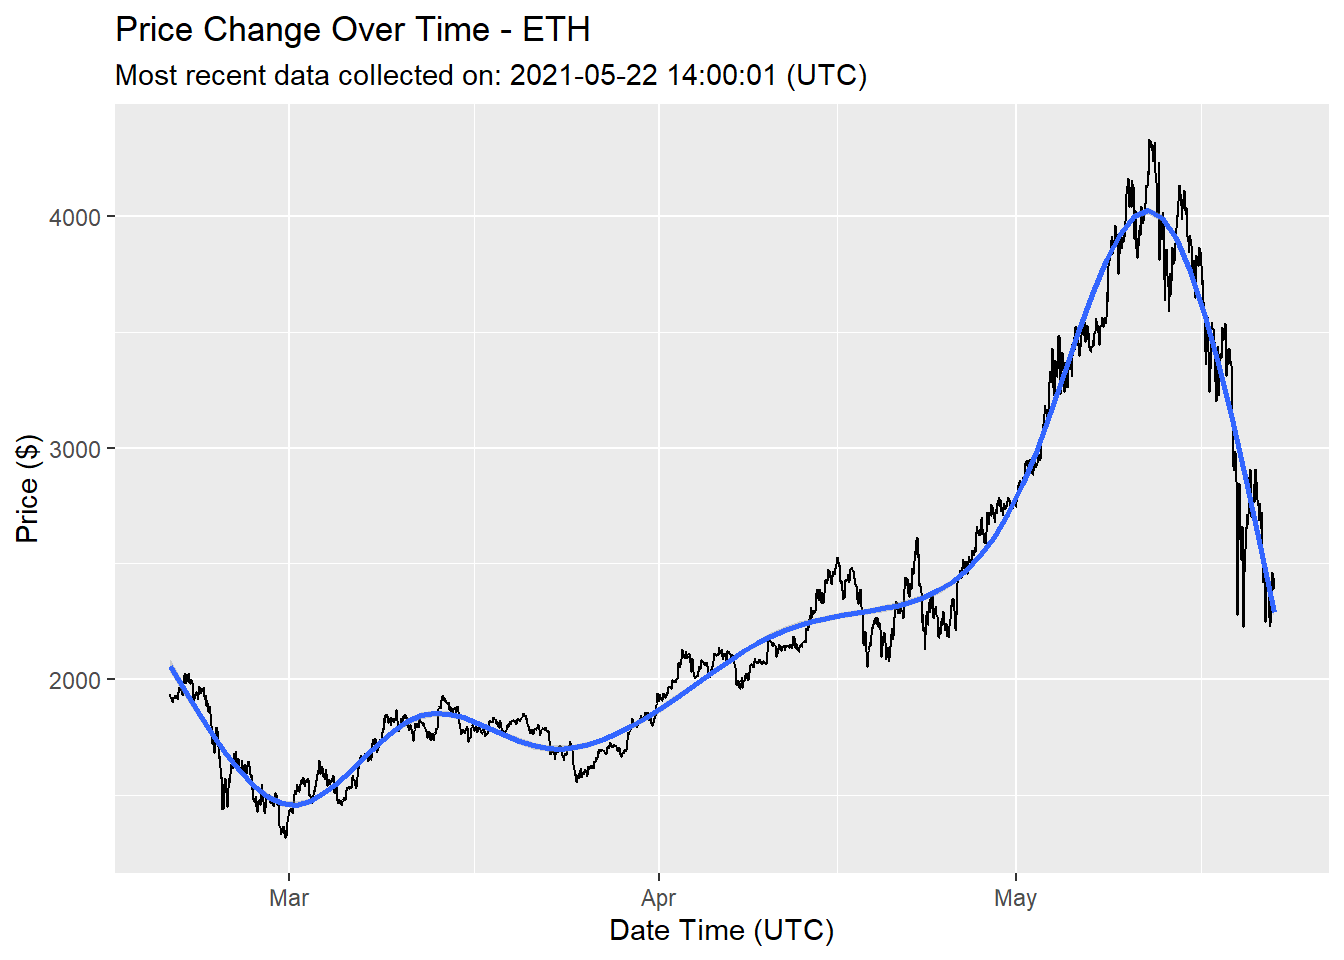 Price Change Over Time - ETH
Most recent data collected on: 2021-05-22 14:00:01 (UTC)
4000
3000
2000
Price ($)
Mar
Apr
May
Date Time (UTC)